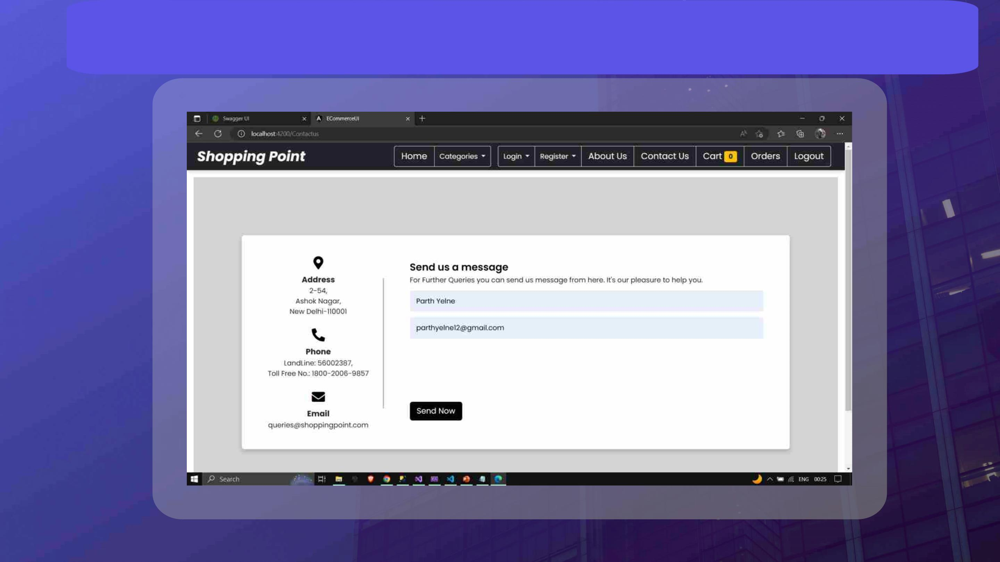 Swagger UI
ECommerceUI
localhost:4200/Contactus
Shopping Point
Home
Categories
Login
Register
About Us
Contact Us
Cart 0
Orders
Logout
Address
2-54,
Ashok Nagar,
New Delhi-110001
Phone
LandLine: 56002387,
Toll Free No.: 1800-2006-9857
Email
queries@shoppingpoint.com
Send us a message
For Further Queries you can send us message from here. It's our pleasure to help you.
Parth Yelne
parthyelne12@gmail.com
Send Now
Search
ENG
00:25